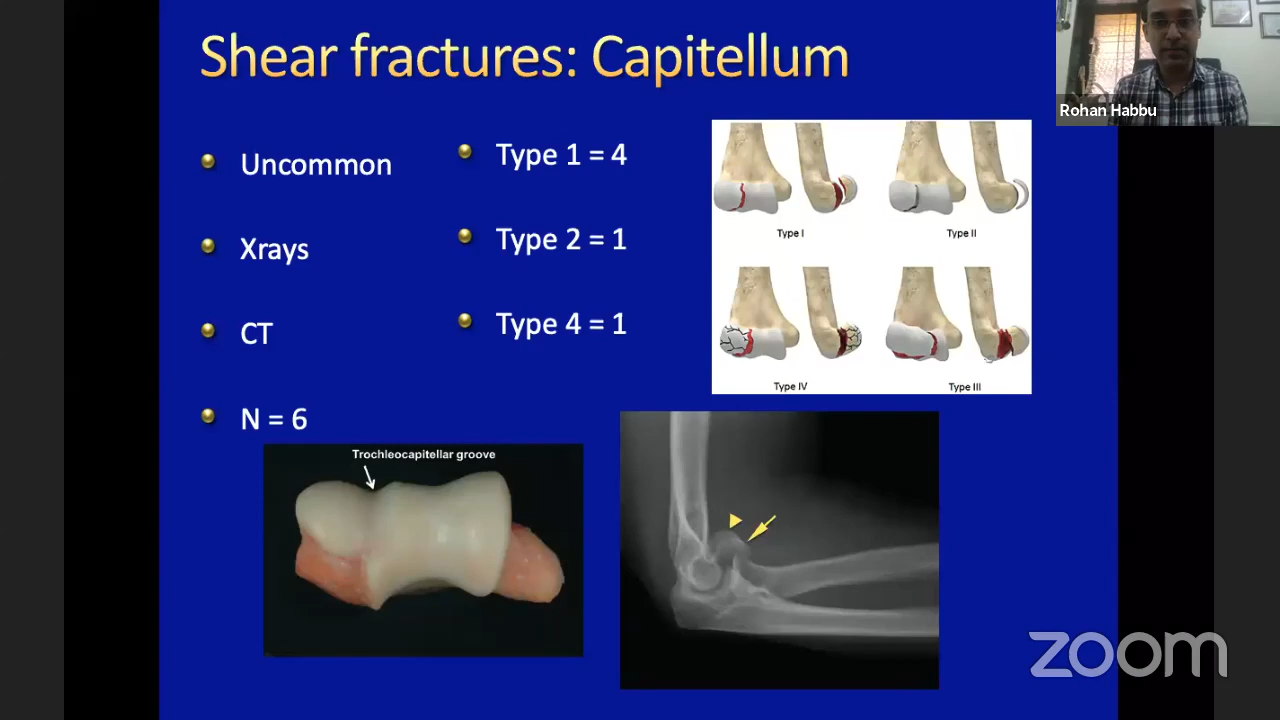 Shear fractures: Capitellum
Rohan Habbu
Uncommon
Xrays
CT
N = 6
Type 1 = 4
Type 2 = 1
Type 4 = 1
Type I
Type II
Type IV
Type III
Trochleocapitellar groove
zoom